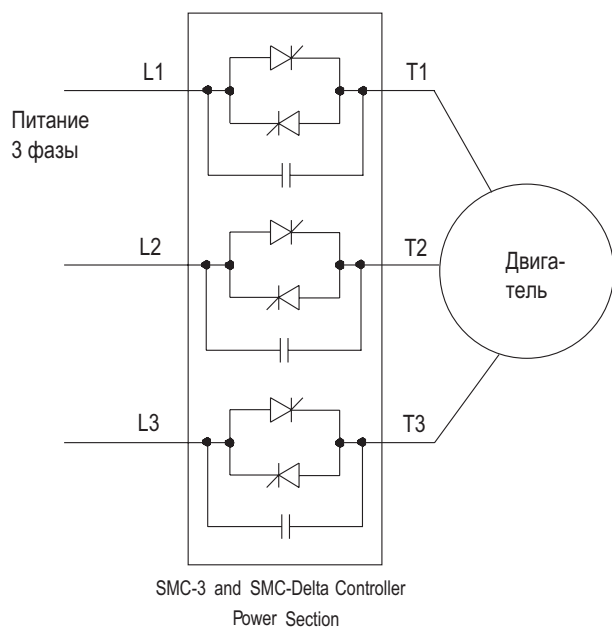 L1
T1
Питание
3 фазы
L2
T2
Двига-
тель
L3
T3
SMC-3 and SMC-Delta Controller
Power Section